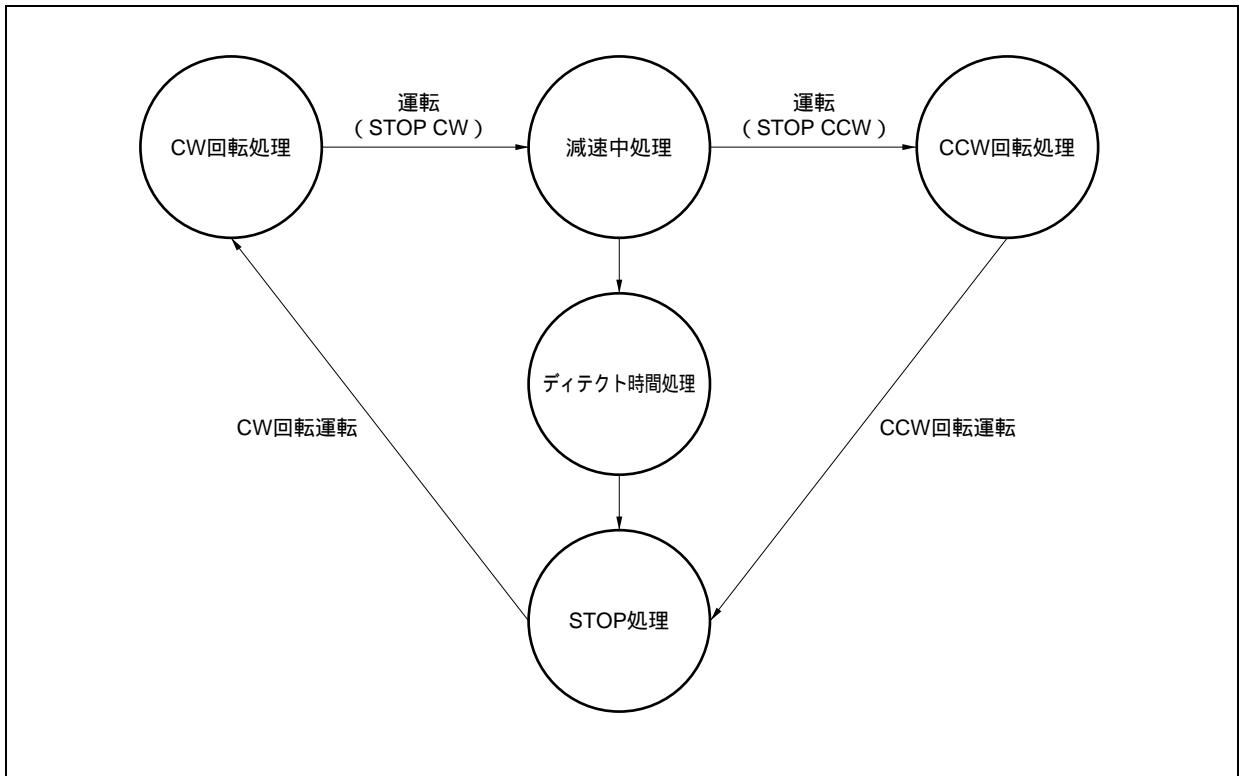 運転
（STOP CW）
運転
（STOP CCW）
CW回転処理
減速中処理
CCW回転処理
ディテクト時間処理
CW回転運転
CCW回転運転
STOP処理